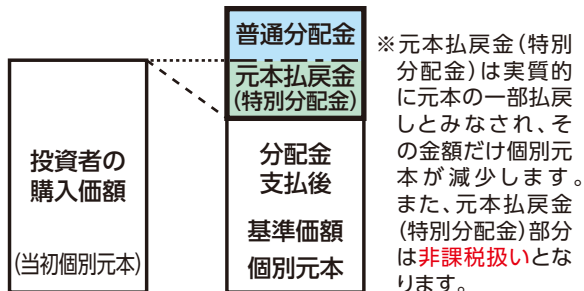 投資者の
購入価額
(当初個別元本)
普通分配金
元本払戻金
(特別分配金)
分配金
支払後
基準価額
個別元本
※元本払戻金(特別
分配金)は実質的
に元本の一部払戻
しとみなされ、そ
の金額だけ個別元
本が減少します。
また、元本払戻金
(特別分配金)部分
は非課税扱いとな
ります。